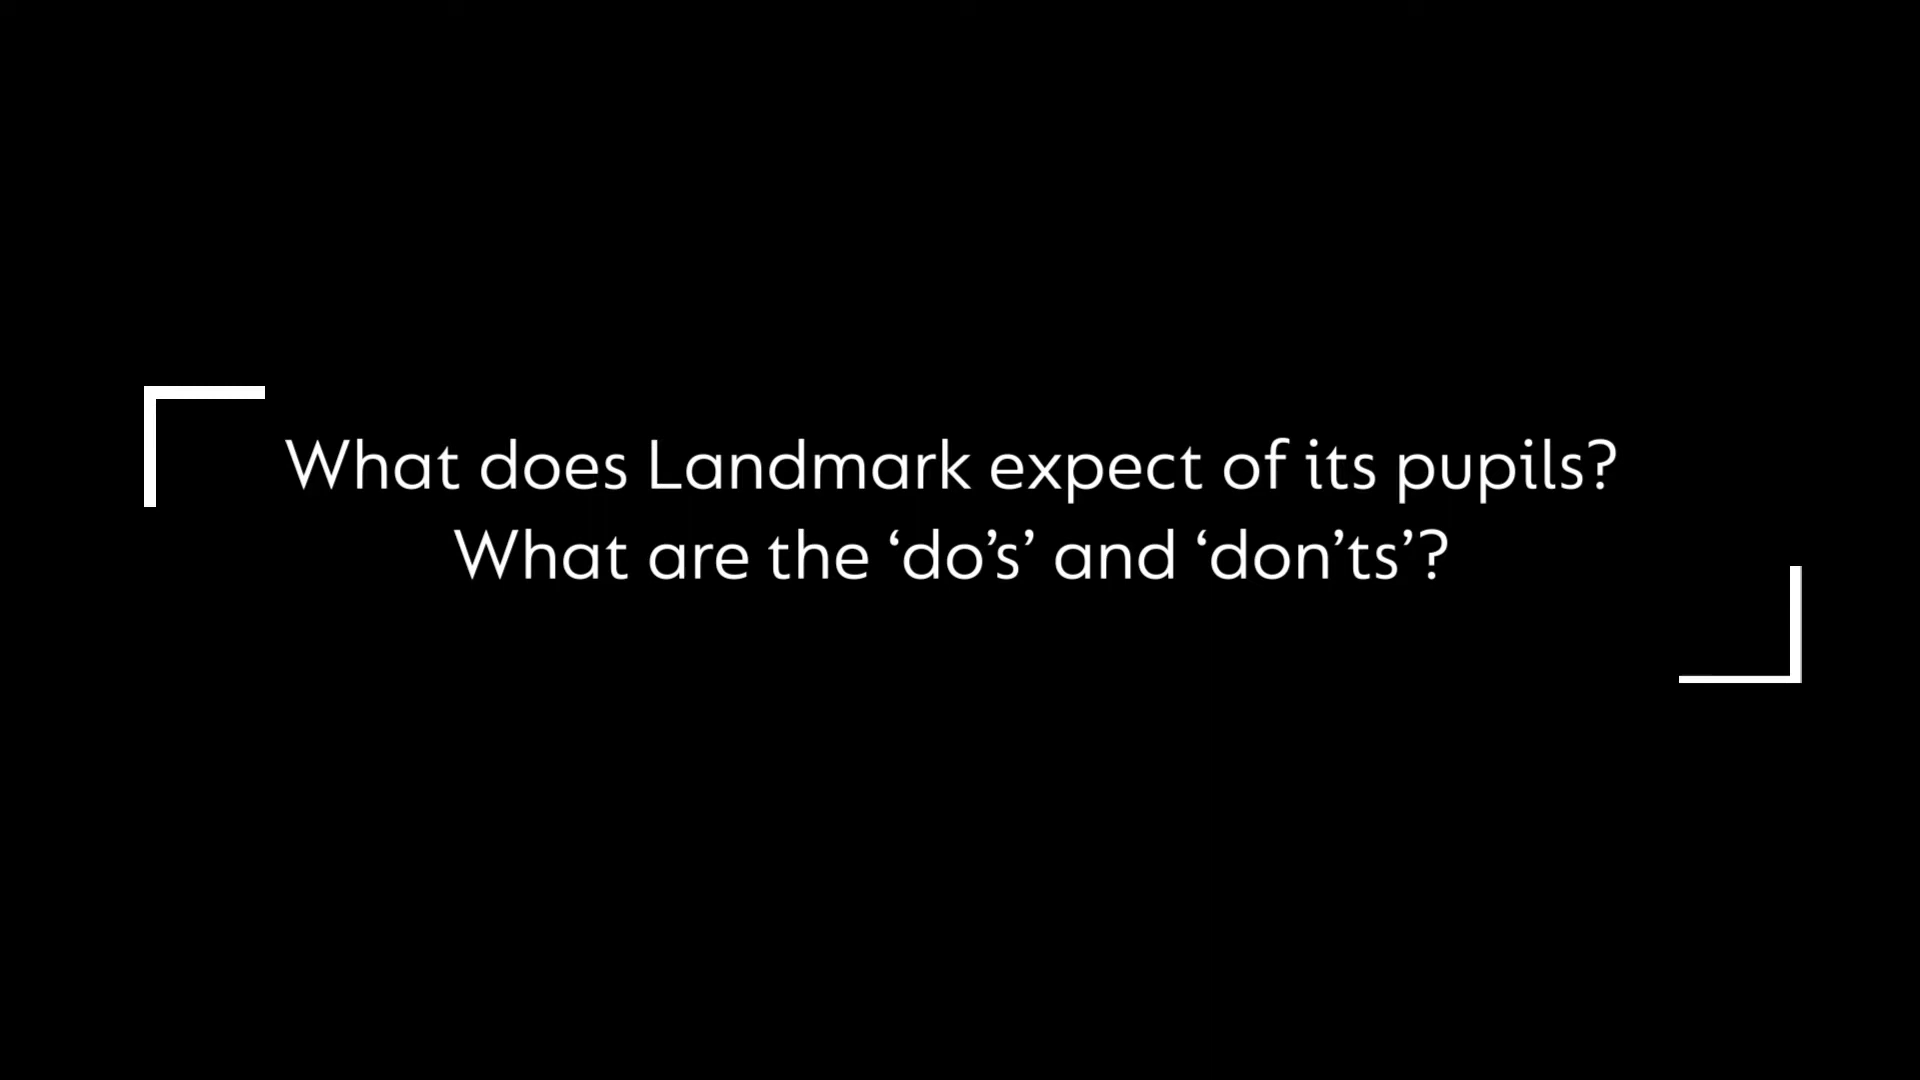 What does Landmark expect of its pupils?
What are the ‘do’s’ and ‘don’ts’?